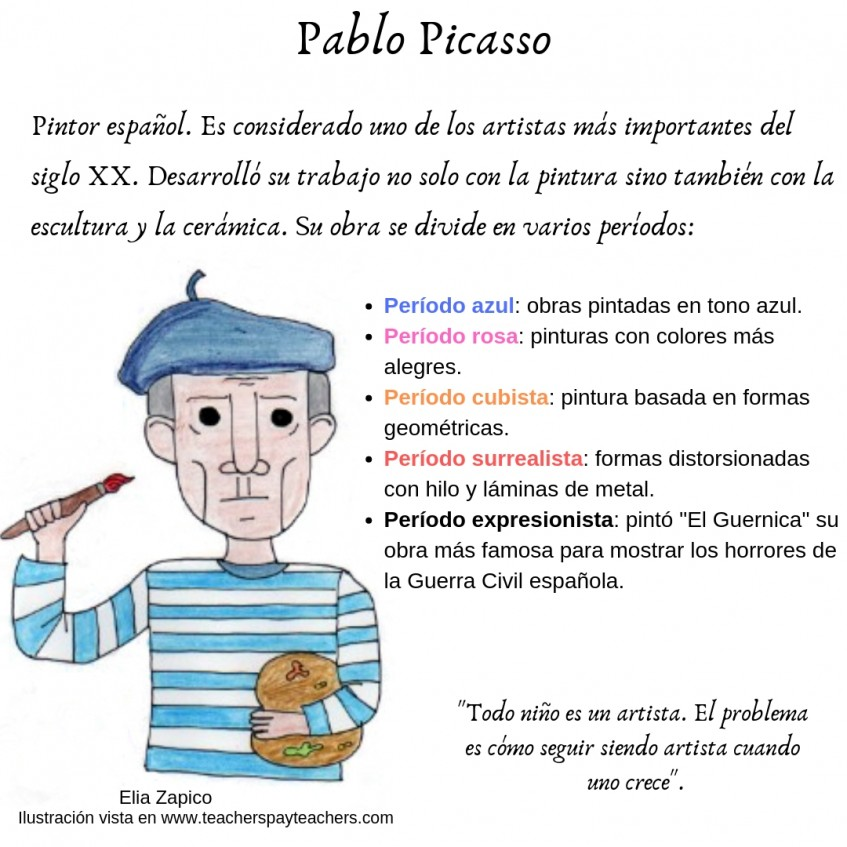 Pablo Picasso
Pintor español. Es considerado uno de los artistas más importantes del
siglo XX. Desarrolló su trabajo no solo con la pintura sino también con la
escultura y la cerámica. Su obra se divide en varios períodos:
• Período azul: obras pintadas en tono azul.
• Período rosa: pinturas con colores más
alegres.
• Período cubista: pintura basada en formas
geométricas.
• Período surrealista: formas distorsionadas
con hilo y láminas de metal.
• Período expresionista: pintó "El Guernica" su
obra más famosa para mostrar los horrores de
la Guerra Civil española.
"Todo niño es un artista. El problema
es cómo seguir siendo artista cuando
uno crece".
Elia Zapico
Ilustración vista en www.teacherspayteachers.com